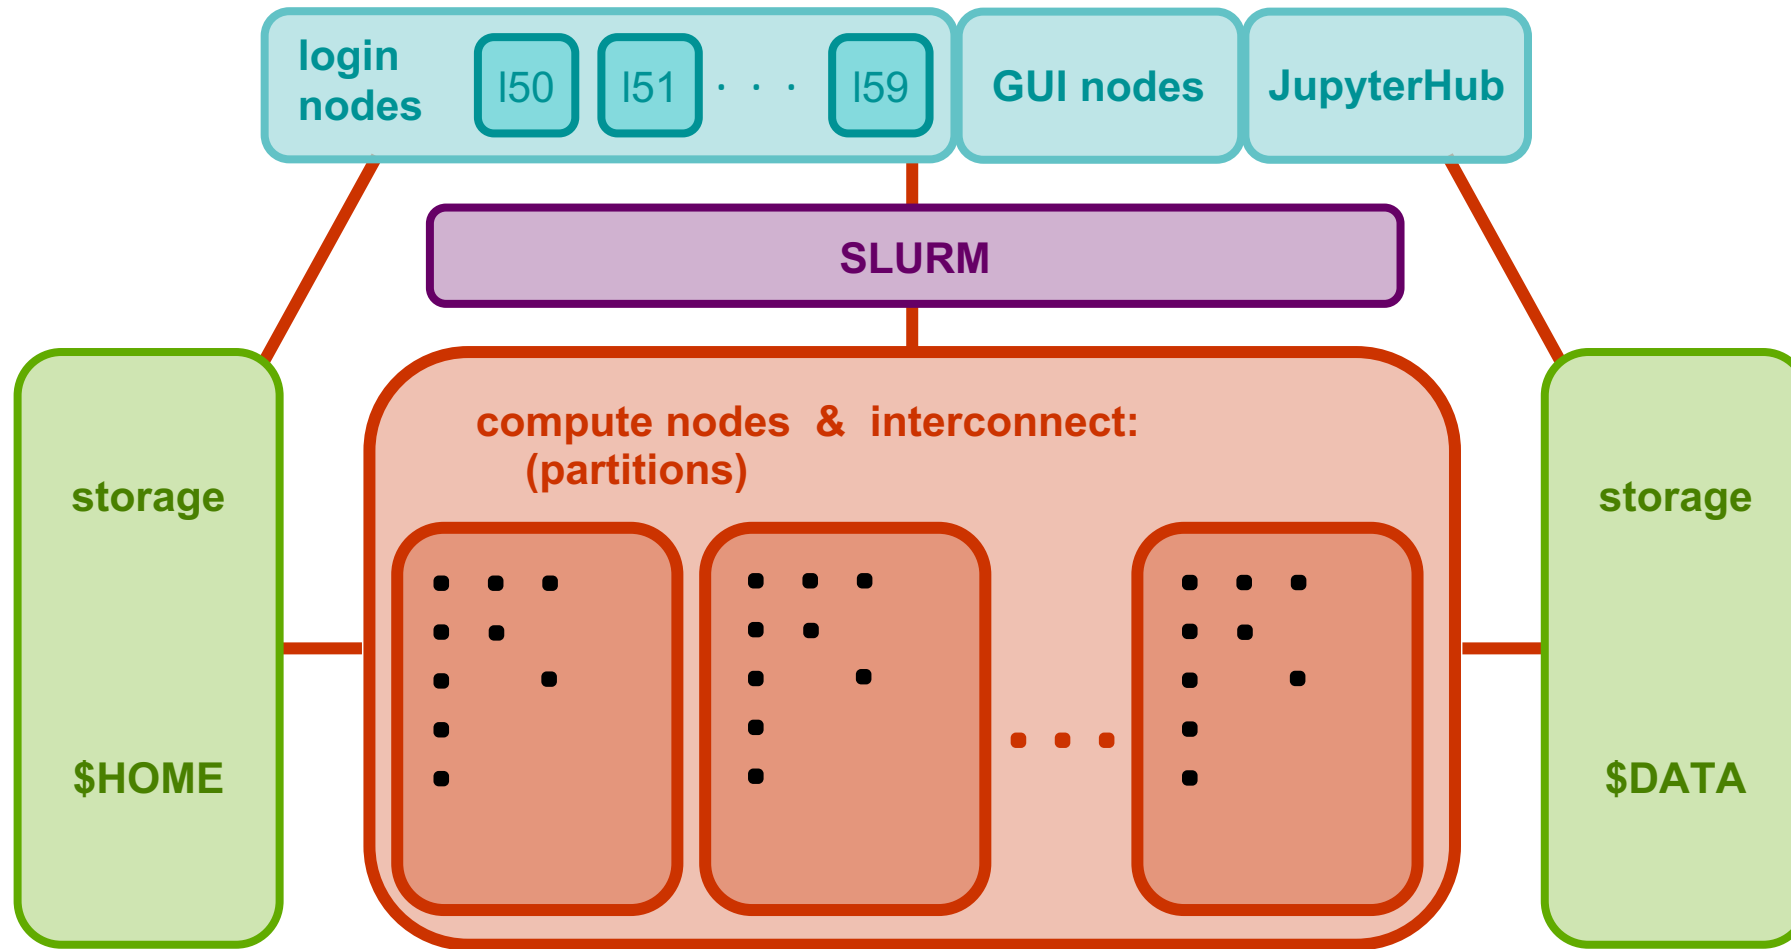 login
nodes
l50
l51
. . .
l59
GUI nodes
JupyterHub
SLURM
compute nodes & interconnect:
(partitions)
storage
$HOME
storage
$DATA